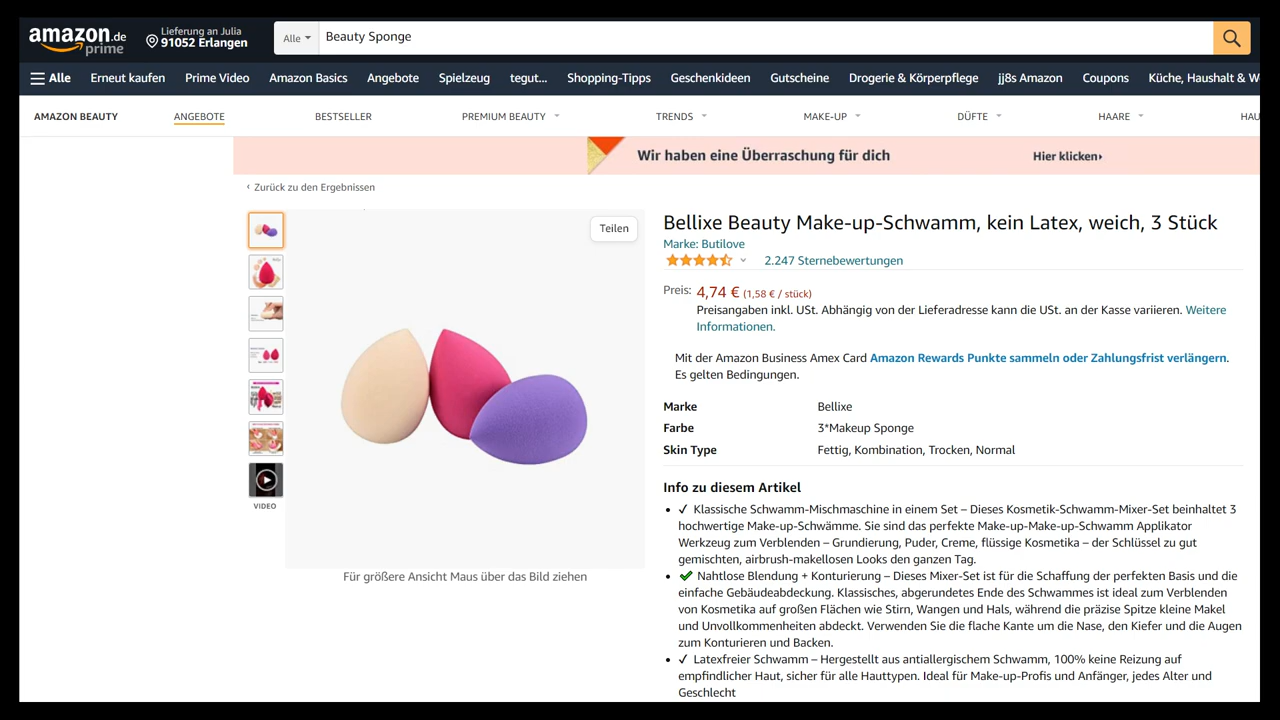 amazon.de
prime
Lieferung an Julia
91052 Erlangen
Alle
Beauty Sponge
Alle
Erneut kaufen
Prime Video
Amazon Basics
Angebote
Spielzeug
tegut...
Shopping-Tipps
Geschenkideen
Gutscheine
Drogerie & Körperpflege
jj8s Amazon
Coupons
Küche, Haushalt & W
AMAZON BEAUTY
ANGEBOTE
BESTSELLER
PREMIUM BEAUTY
TRENDS
MAKE-UP
DÜFTE
HAARE
HAU
Wir haben eine Überraschung für dich
Hier klicken
‹ Zurück zu den Ergebnissen
Teilen
VIDEO
Für größere Ansicht Maus über das Bild ziehen
Bellixe Beauty Make-up-Schwamm, kein Latex, weich, 3 Stück
Marke: Butilove
2.247 Sternebewertungen
Preis: 4,74 € (1,58 € / stück)
Preisangaben inkl. USt. Abhängig von der Lieferadresse kann die USt. an der Kasse variieren. Weitere
Informationen.
Mit der Amazon Business Amex Card Amazon Rewards Punkte sammeln oder Zahlungsfrist verlängern.
Es gelten Bedingungen.
Marke Bellixe
Farbe 3*Makeup Sponge
Skin Type Fettig, Kombination, Trocken, Normal
Info zu diesem Artikel
• ✓ Klassische Schwamm-Mischmaschine in einem Set – Dieses Kosmetik-Schwamm-Mixer-Set beinhaltet 3
hochwertige Make-up-Schwämme. Sie sind das perfekte Make-up-Make-up-Schwamm Applikator
Werkzeug zum Verblenden – Grundierung, Puder, Creme, flüssige Kosmetika – der Schlüssel zu gut
gemischten, airbrush-makellosen Looks den ganzen Tag.
• ✔ Nahtlose Blendung + Konturierung – Dieses Mixer-Set ist für die Schaffung der perfekten Basis und die
einfache Gebäudeabdeckung. Klassisches, abgerundetes Ende des Schwammes ist ideal zum Verblenden
von Kosmetika auf großen Flächen wie Stirn, Wangen und Hals, während die präzise Spitze kleine Makel
und Unvollkommenheiten abdeckt. Verwenden Sie die flache Kante um die Nase, den Kiefer und die Augen
zum Konturieren und Backen.
• ✓ Latexfreier Schwamm – Hergestellt aus antiallergischem Schwamm, 100% keine Reizung auf
empfindlicher Haut, sicher für alle Hauttypen. Ideal für Make-up-Profis und Anfänger, jedes Alter und
Geschlecht